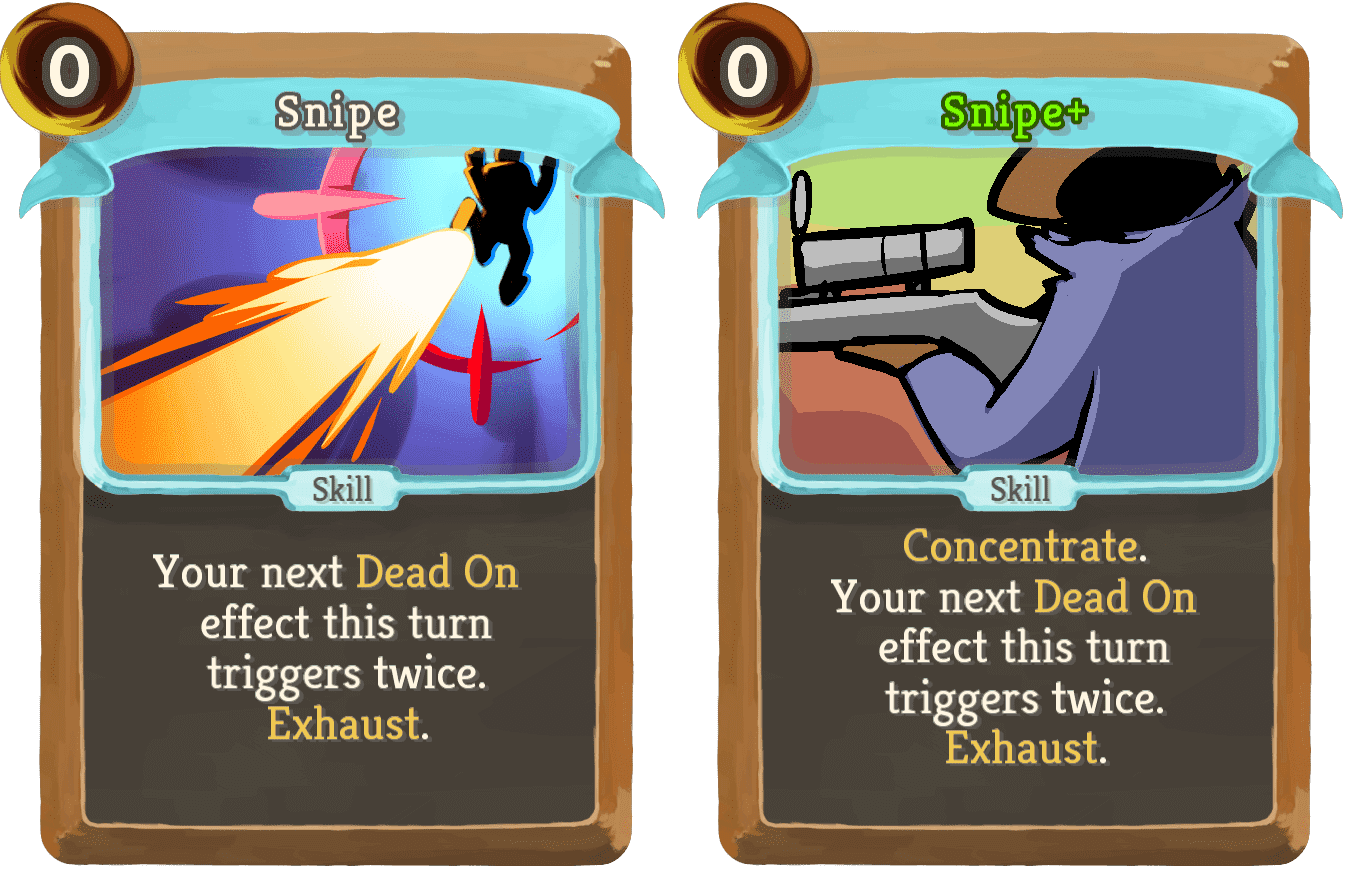 0
Snipe
Skill
Your next Dead On
effect this turn
triggers twice.
Exhaust.
0
Snipe+
Skill
Concentrate.
Your next Dead On
effect this turn
triggers twice.
Exhaust.